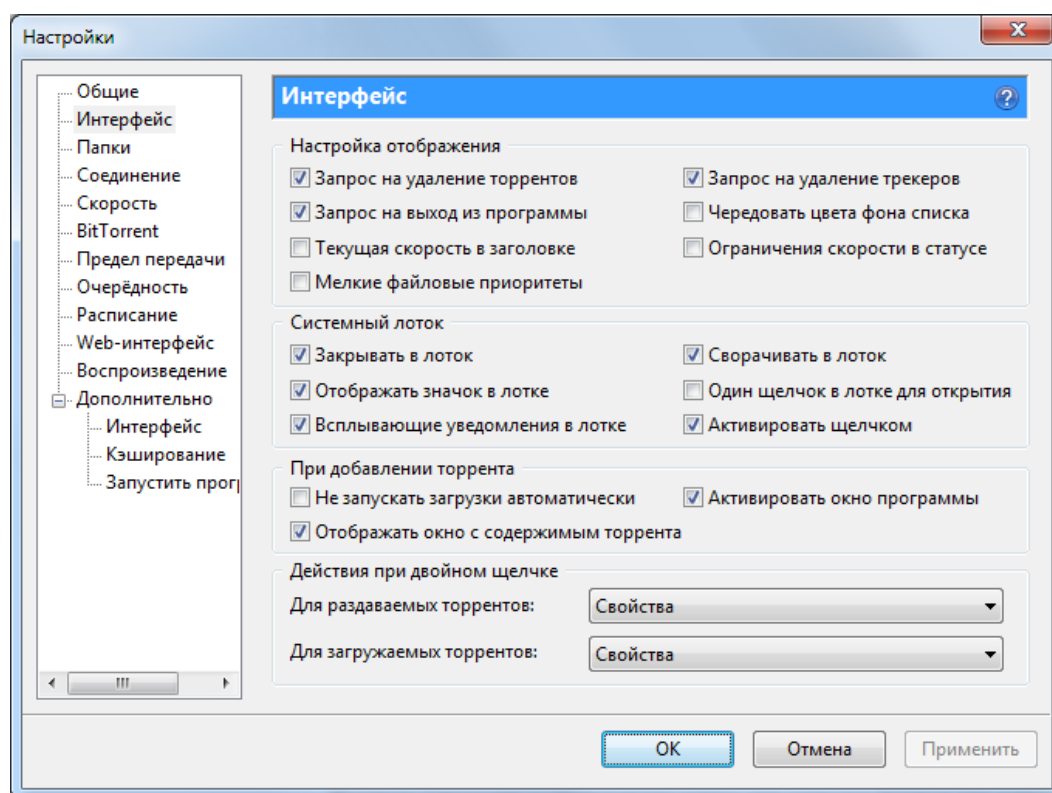 Настройки
Общие
Интерфейс
Папки
Соединение
Скорость
BitTorrent
Предел передачи
Очерёдность
Расписание
Web-интерфейс
Воспроизведение
Дополнительно
Интерфейс
Кэширование
Запустить прог
Интерфейс
Настройка отображения
Запрос на удаление торрентов
Запрос на удаление трекеров
Запрос на выход из программы
Чередовать цвета фона списка
Текущая скорость в заголовке
Ограничения скорости в статусе
Мелкие файловые приоритеты
Системный лоток
Закрывать в лоток
Сворачивать в лоток
Отображать значок в лотке
Один щелчок в лотке для открытия
Всплывающие уведомления в лотке
Активировать щелчком
При добавлении торрента
Не запускать загрузки автоматически
Активировать окно программы
Отображать окно с содержимым торрента
Действия при двойном щелчке
Для раздаваемых торрентов:
Свойства
Для загружаемых торрентов:
Свойства
OK
Отмена
Применить